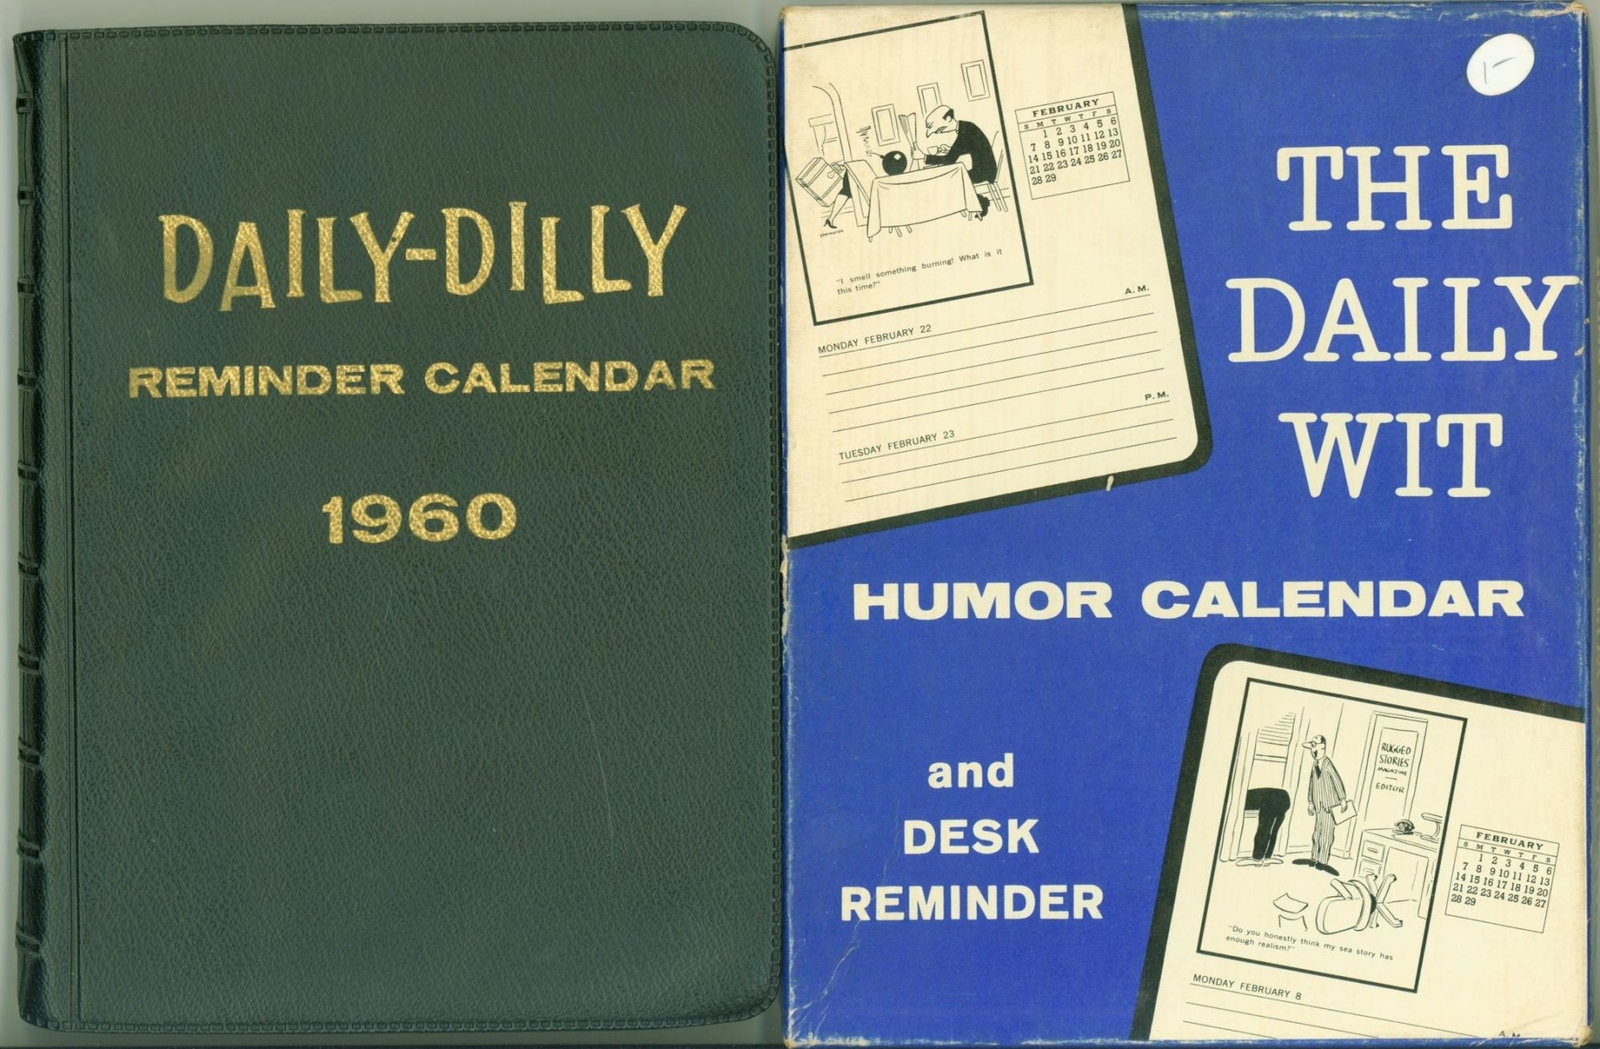 DAILY-DILLY
REMINDER CALENDAR
1960
1-
THE
DAILY
WIT
FEBRUARY
S M T W T F S
1 2 3 4 5 6
7 8 9 10 11 12 13
14 15 16 17 18 19 20
21 22 23 24 25 26 27
28 29
"I smell something burning! What is it
this time?"
A.M.
MONDAY FEBRUARY 22
P.M.
TUESDAY FEBRUARY 23
HUMOR CALENDAR
and
DESK
REMINDER
RUGGED
STORIES
MAGAZINE
EDITOR
FEBRUARY
S M T W T F S
1 2 3 4 5 6
7 8 9 10 11 12 13
14 15 16 17 18 19 20
21 22 23 24 25 26 27
28 29
"Do you honestly think my sea story has
enough realism?"
MONDAY FEBRUARY 8
A.M.